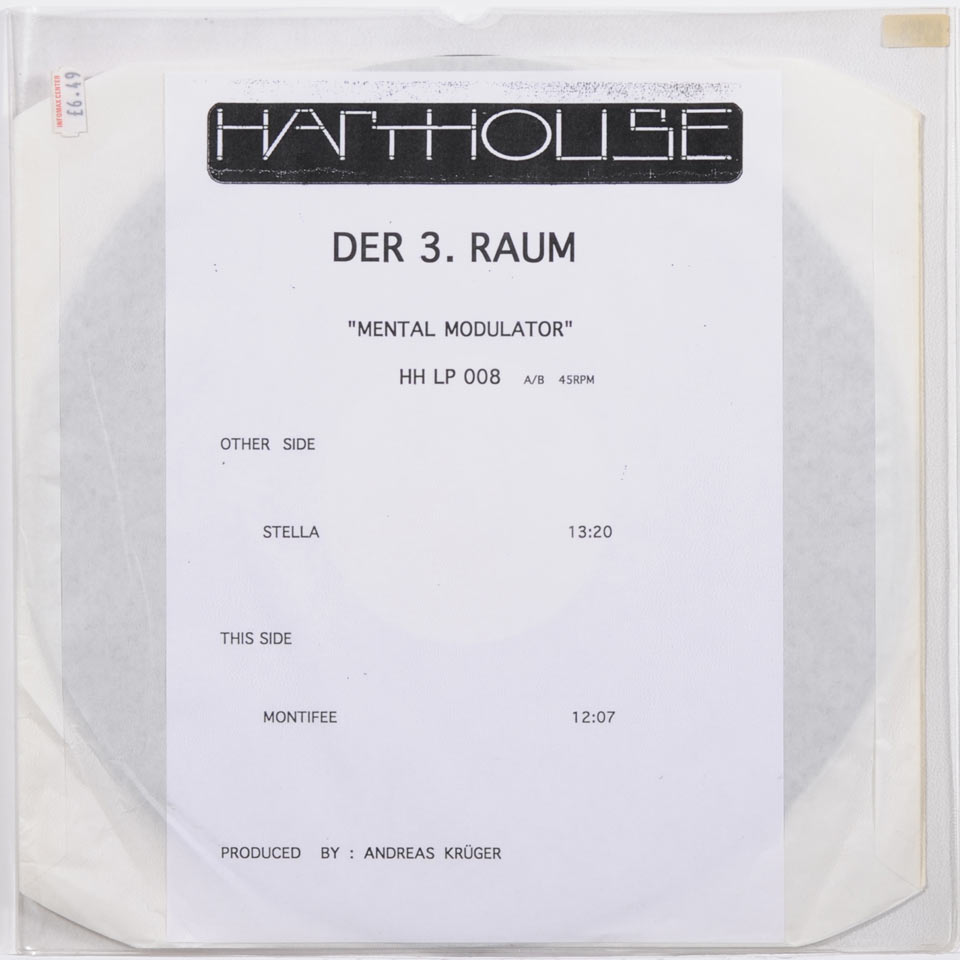 INFOMAX CENTER
£6.49
HARTHOUSE
DER 3. RAUM
"MENTAL MODULATOR"
HH LP 008 A/B 45RPM
OTHER SIDE
STELLA 13:20
THIS SIDE
MONTIFEE 12:07
PRODUCED BY : ANDREAS KRÜGER